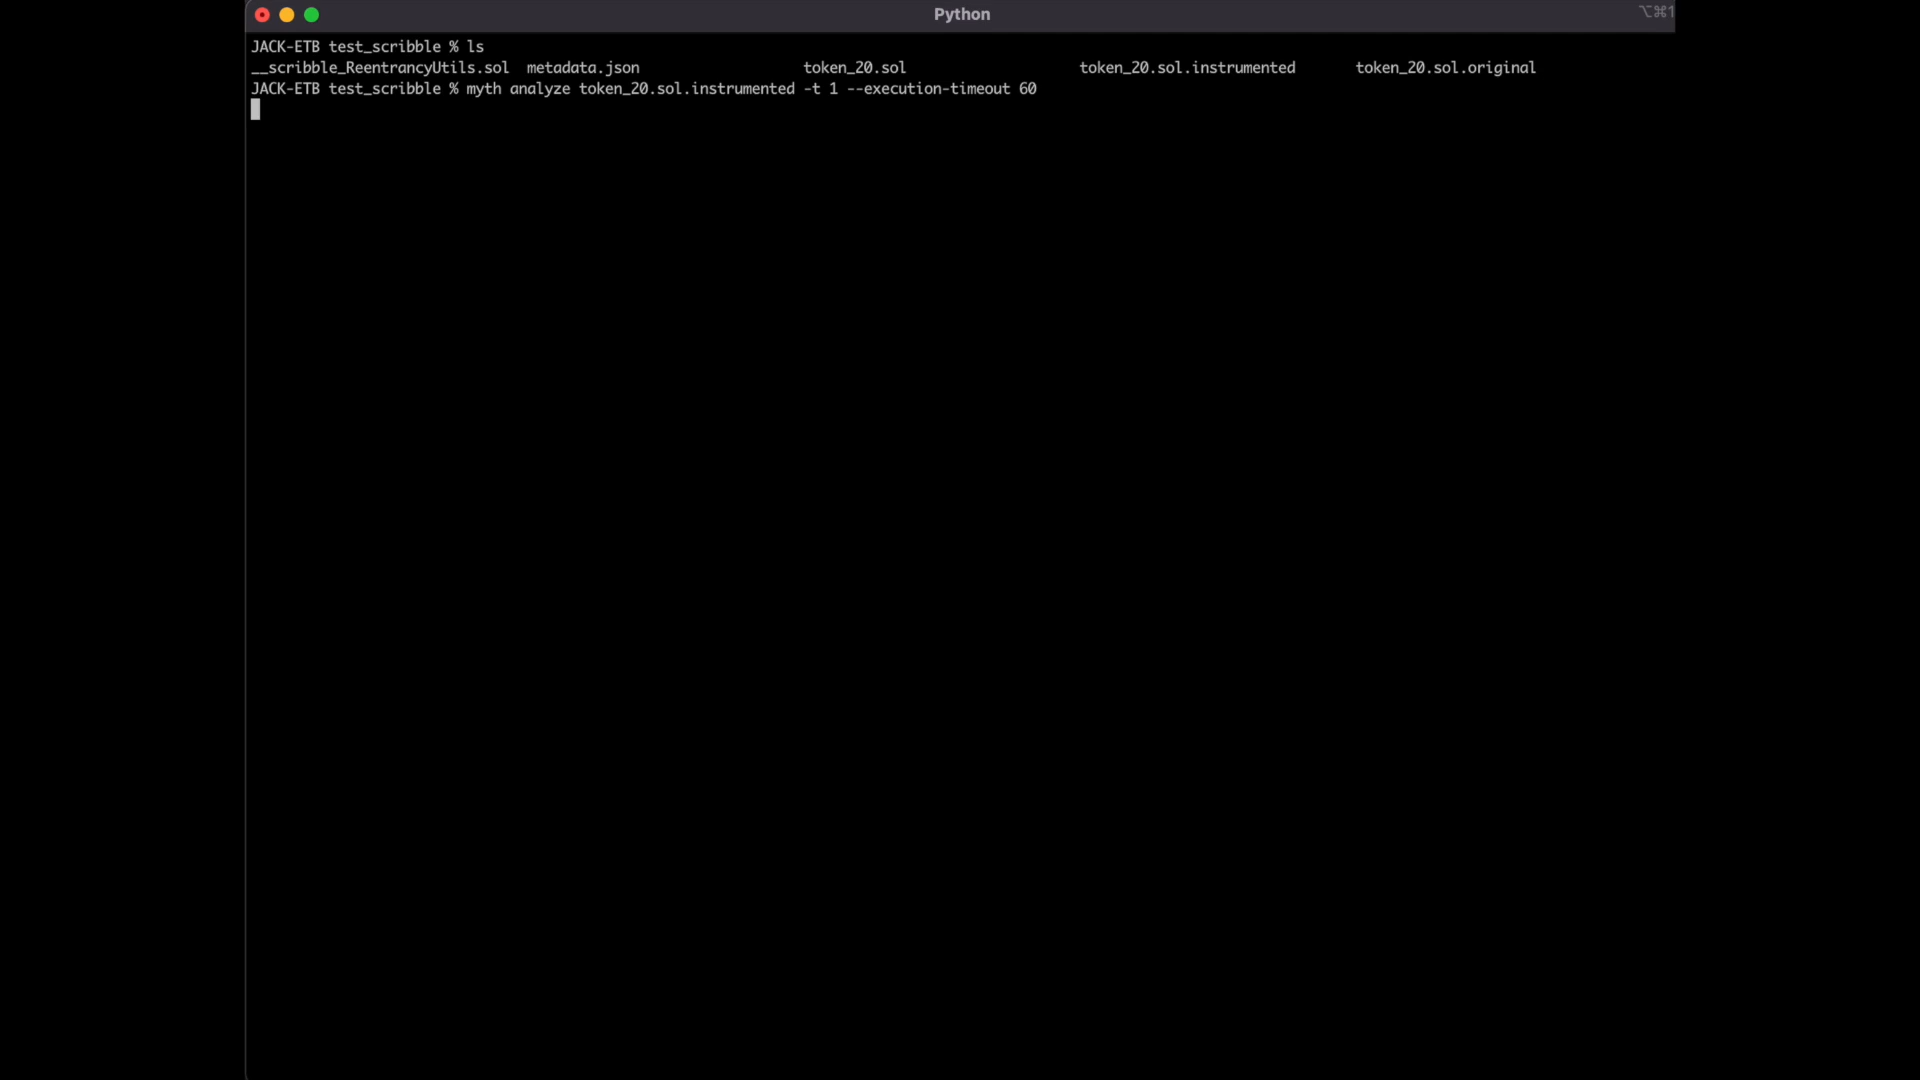 Python
⌥⌘1
JACK-ETB test_scribble % ls
__scribble_ReentrancyUtils.sol metadata.json token_20.sol token_20.sol.instrumented token_20.sol.original
JACK-ETB test_scribble % myth analyze token_20.sol.instrumented -t 1 --execution-timeout 60